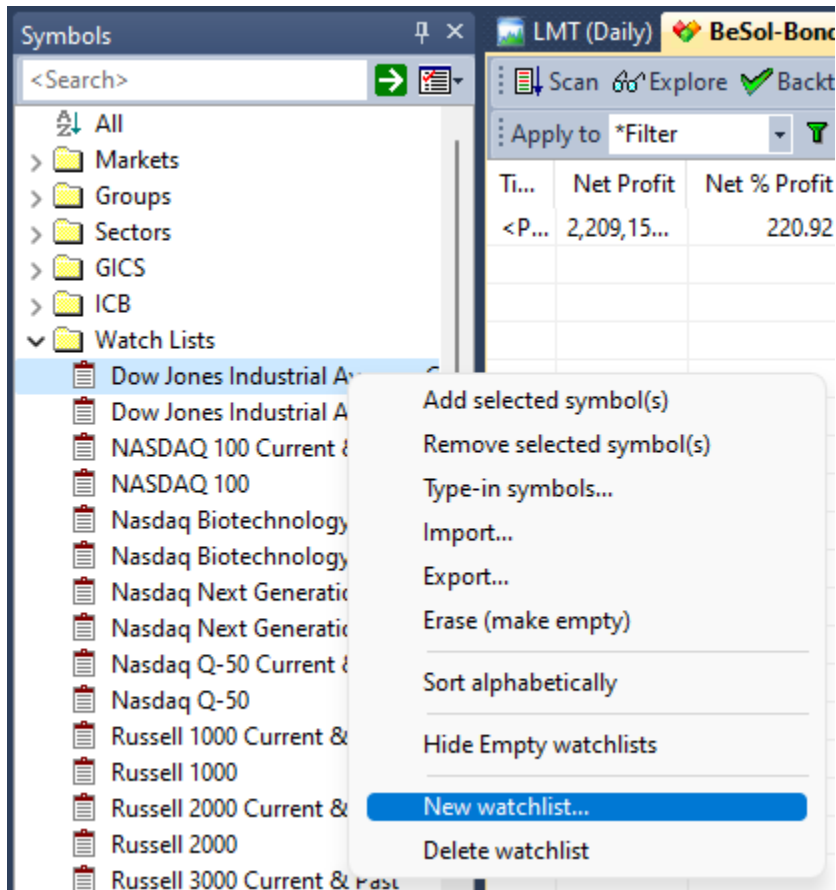 Symbols
<Search>
All
Markets
Groups
Sectors
GICS
ICB
Watch Lists
Dow Jones Industrial
Dow Jones Industrial A
NASDAQ 100 Current &
NASDAQ 100
Nasdaq Biotechnology
Nasdaq Biotechnology
Nasdaq Next Generatio
Nasdaq Next Generatio
Nasdaq Q-50 Current &
Nasdaq Q-50
Russell 1000 Current &
Russell 1000
Russell 2000 Current &
Russell 2000
Russell 3000 Current & Past
LMT (Daily) BeSol-Bond
Scan Explore Backt
Apply to *Filter
Ti... Net Profit Net % Profit
<P... 2,209,15... 220.92
Add selected symbol(s)
Remove selected symbol(s)
Type-in symbols...
Import...
Export...
Erase (make empty)
Sort alphabetically
Hide Empty watchlists
New watchlist...
Delete watchlist